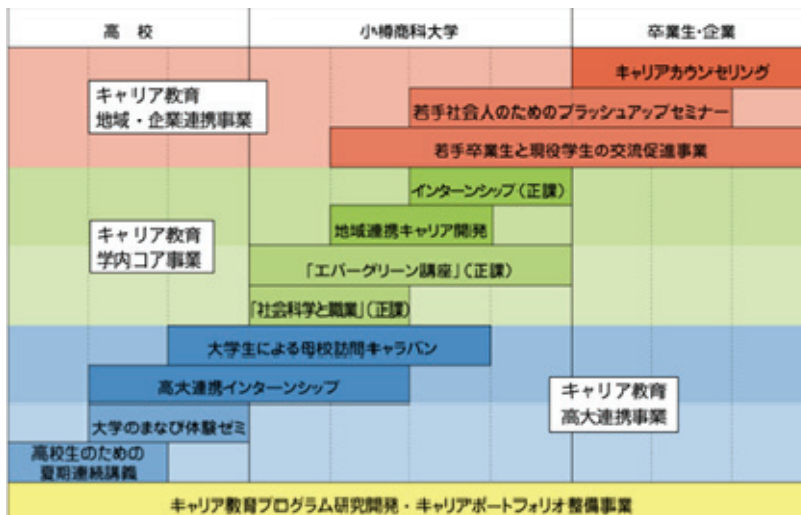 高 校
小樽商科大学
卒業生・企業
キャリアカウンセリング
キャリア教育
地域・企業連携事業
若手社会人のためのブラッシュアップセミナー
若手卒業生と現役学生の交流促進事業
インターンシップ（正課）
地域連携キャリア開発
キャリア教育
学内コア事業
「エバーグリーン講座」（正課）
「社会科学と職業」（正課）
大学生による母校訪問キャラバン
高大連携インターンシップ
キャリア教育
高大連携事業
大学のまなび体験ゼミ
高校生のための
夏期連続講義
キャリア教育プログラム研究開発・キャリアポートフォリオ整備事業